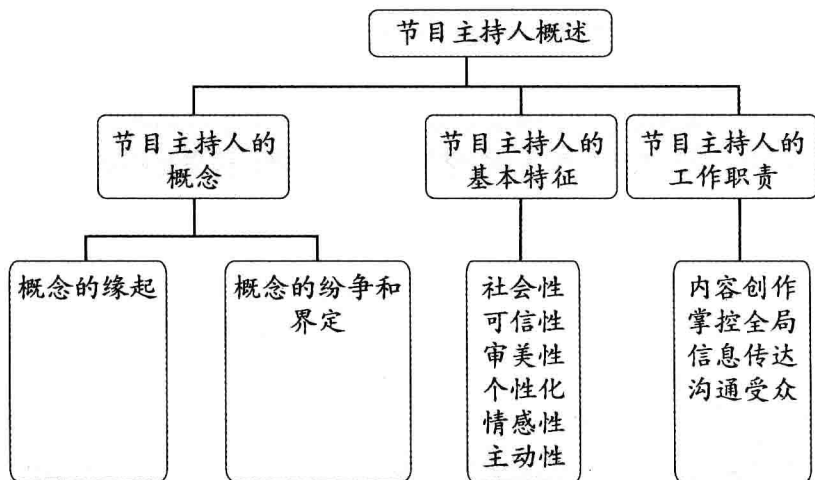 节目主持人概述
节目主持人的
概念
节目主持人的
基本特征
节目主持人的
工作职责
概念的缘起
概念的纷争和
界定
社会性
可信性
审美性
个性化
情感性
主动性
内容创作
掌控全局
信息传达
沟通受众